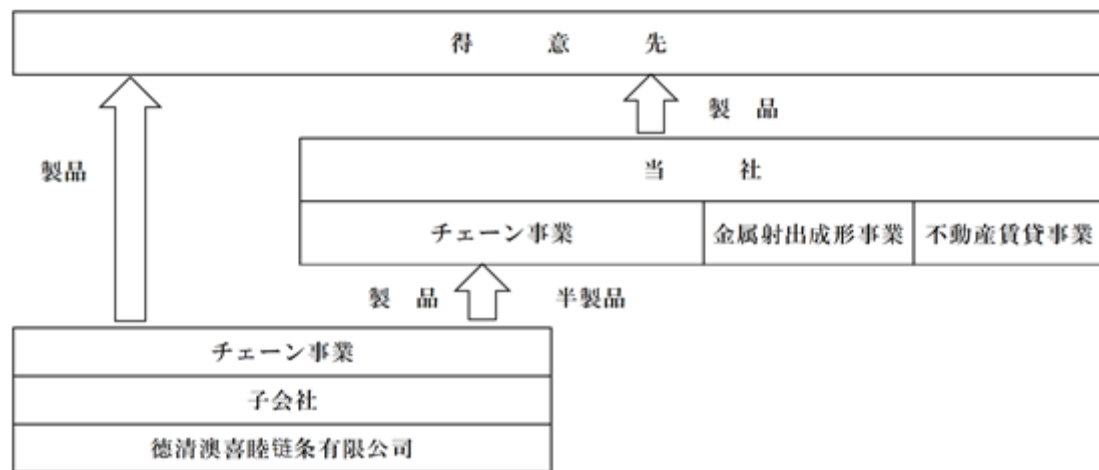 得意先
製品
製品
当社
チェーン事業 金属射出成形事業 不動産賃貸事業
製品 半製品
チェーン事業
子会社
徳清澳喜睦链条有限公司